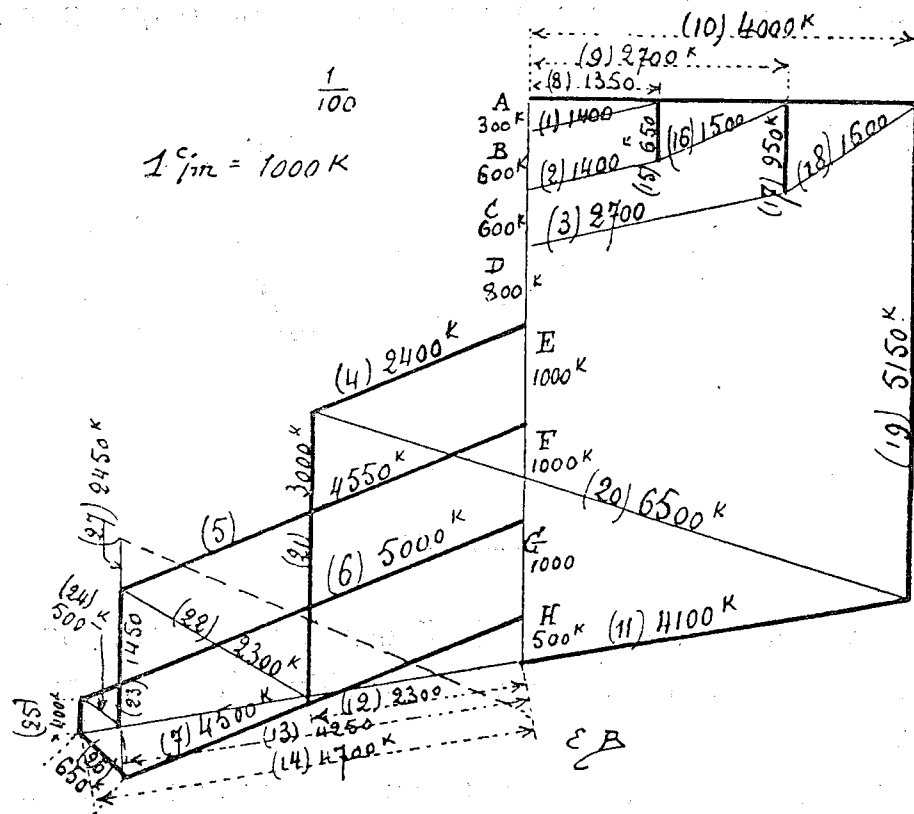 (10) 4000 K
(9) 2700 K
(8) 1350
1/100
1 c/m = 1000 K
A
300 K
(1) 1400
(15) 650 K
(16) 1500
(17) 950 K
(18) 1600
B
600 K
(2) 1400
C
600 K
(3) 2700
D
800 K
(4) 2400 K
E
1000 K
(19) 5150 K
(21) 3000 K
F
1000 K
(5) 4550 K
(20) 6500 K
(27) 2450 K
(6) 5000 K
G
1000
(24) K
500
(22) 2300 K
H
500 K
(11) 4100 K
(23) 1450
(25)
400 K
(7) 4500 K
(12) 2300
(13) 4250
(14) 4700 K
(26)
650 K